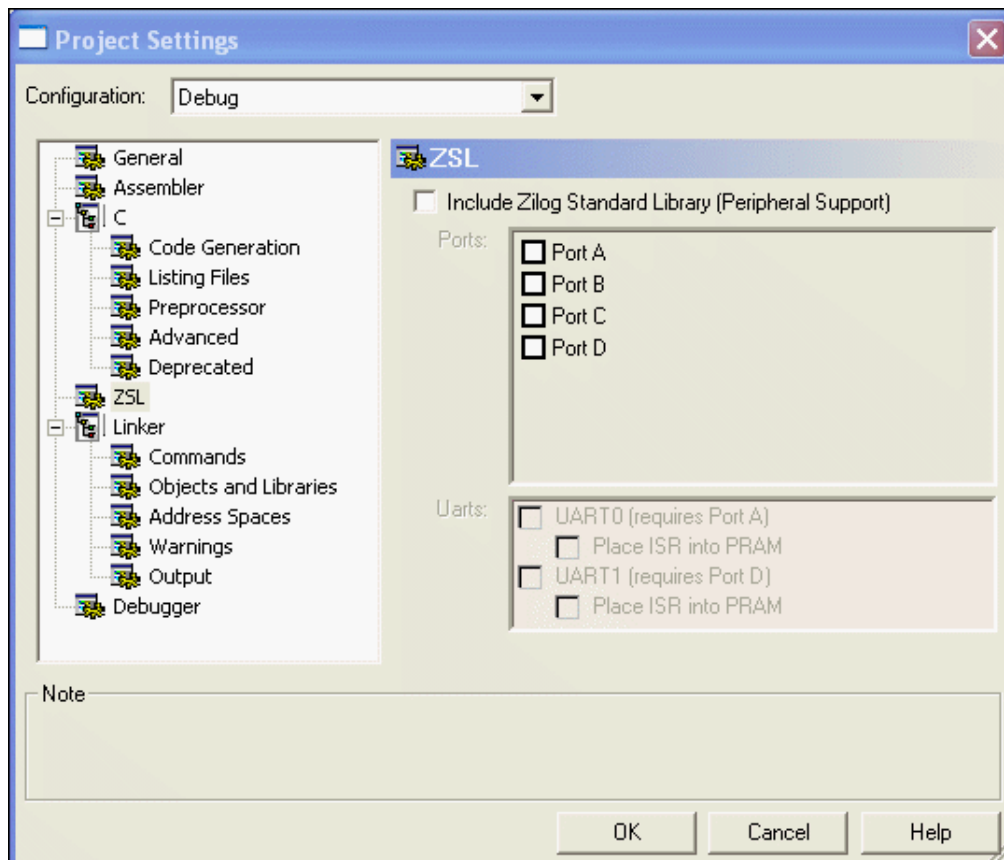 Project Settings
Configuration: Debug
General
Assembler
C
Code Generation
Listing Files
Preprocessor
Advanced
Deprecated
ZSL
Linker
Commands
Objects and Libraries
Address Spaces
Warnings
Output
Debugger
ZSL
Include Zilog Standard Library (Peripheral Support)
Ports:
Port A
Port B
Port C
Port D
Uarts:
UART0 (requires Port A)
Place ISR into PRAM
UART1 (requires Port D)
Place ISR into PRAM
Note
OK Cancel Help